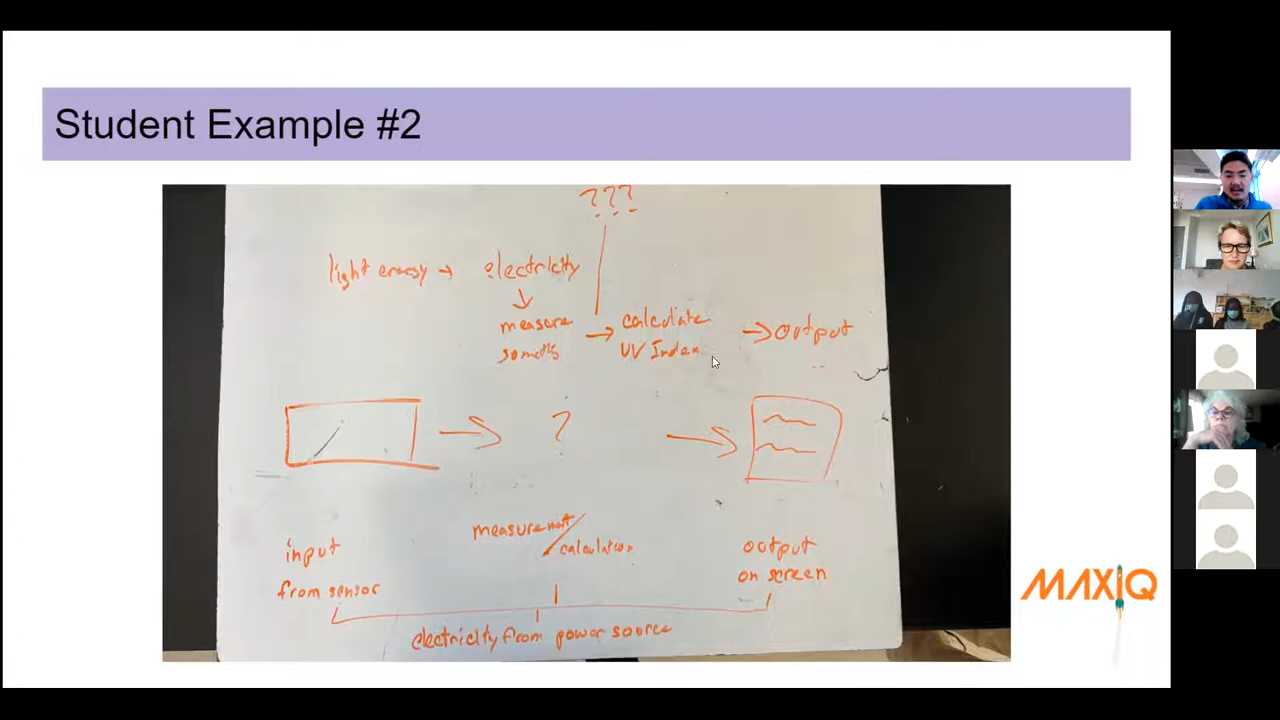 Student Example #2
???
light energy → electricity
↓
measure
someth
→ calculate
UV Index
→ output
→ ? →
measurement/
calculation
input
from sensor
output
on screen
electricity from power source
MAXIQ